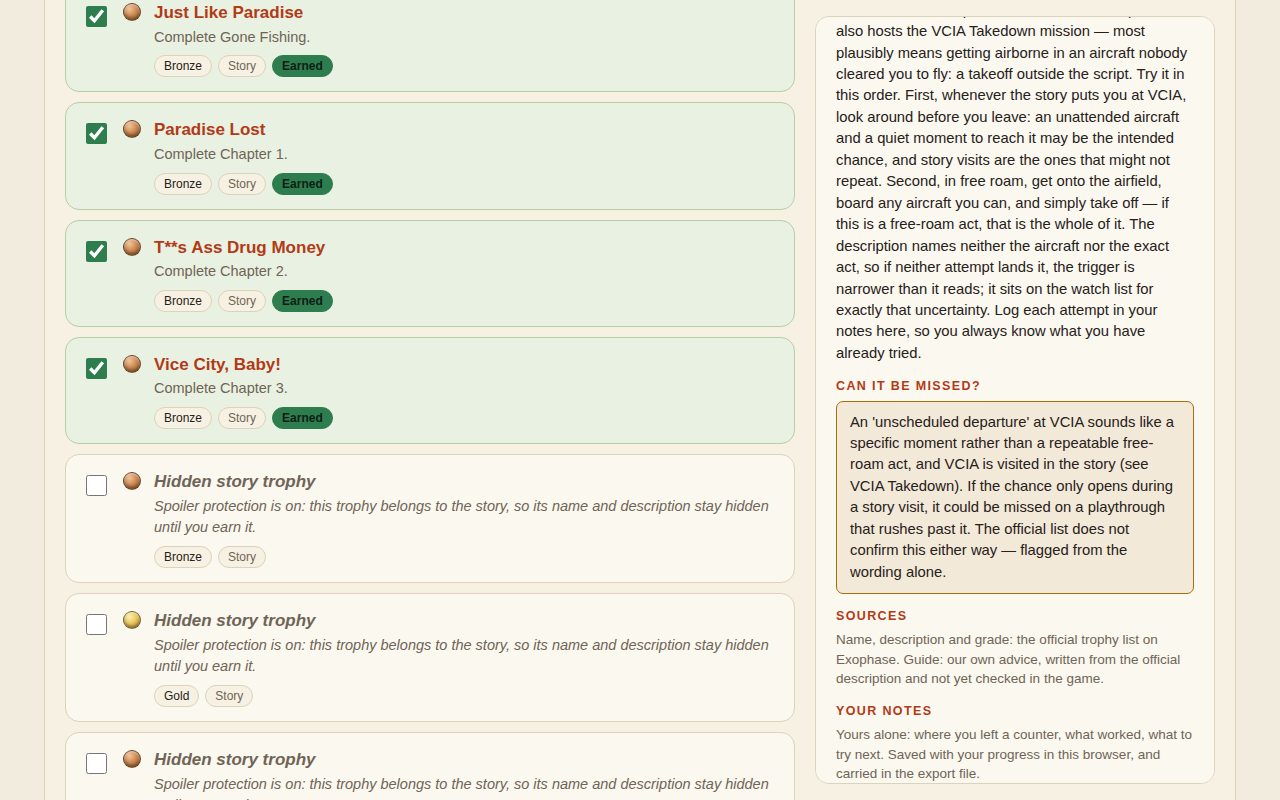 Just Like Paradise
Complete Gone Fishing.
Bronze Story Earned
Paradise Lost
Complete Chapter 1.
Bronze Story Earned
T**s Ass Drug Money
Complete Chapter 2.
Bronze Story Earned
Vice City, Baby!
Complete Chapter 3.
Bronze Story Earned
Hidden story trophy
Spoiler protection is on: this trophy belongs to the story, so its name and description stay hidden
until you earn it.
Bronze Story
Hidden story trophy
Spoiler protection is on: this trophy belongs to the story, so its name and description stay hidden
until you earn it.
Gold Story
Hidden story trophy
Spoiler protection is on: this trophy belongs to the story, so its name and description stay hidden
also hosts the VCIA Takedown mission — most
plausibly means getting airborne in an aircraft nobody
cleared you to fly: a takeoff outside the script. Try it in
this order. First, whenever the story puts you at VCIA,
look around before you leave: an unattended aircraft
and a quiet moment to reach it may be the intended
chance, and story visits are the ones that might not
repeat. Second, in free roam, get onto the airfield,
board any aircraft you can, and simply take off — if
this is a free-roam act, that is the whole of it. The
description names neither the aircraft nor the exact
act, so if neither attempt lands it, the trigger is
narrower than it reads; it sits on the watch list for
exactly that uncertainty. Log each attempt in your
notes here, so you always know what you have
already tried.
CAN IT BE MISSED?
An 'unscheduled departure' at VCIA sounds like a
specific moment rather than a repeatable free-
roam act, and VCIA is visited in the story (see
VCIA Takedown). If the chance only opens during
a story visit, it could be missed on a playthrough
that rushes past it. The official list does not
confirm this either way — flagged from the
wording alone.
SOURCES
Name, description and grade: the official trophy list on
Exophase. Guide: our own advice, written from the official
description and not yet checked in the game.
YOUR NOTES
Yours alone: where you left a counter, what worked, what to
try next. Saved with your progress in this browser, and
carried in the export file.